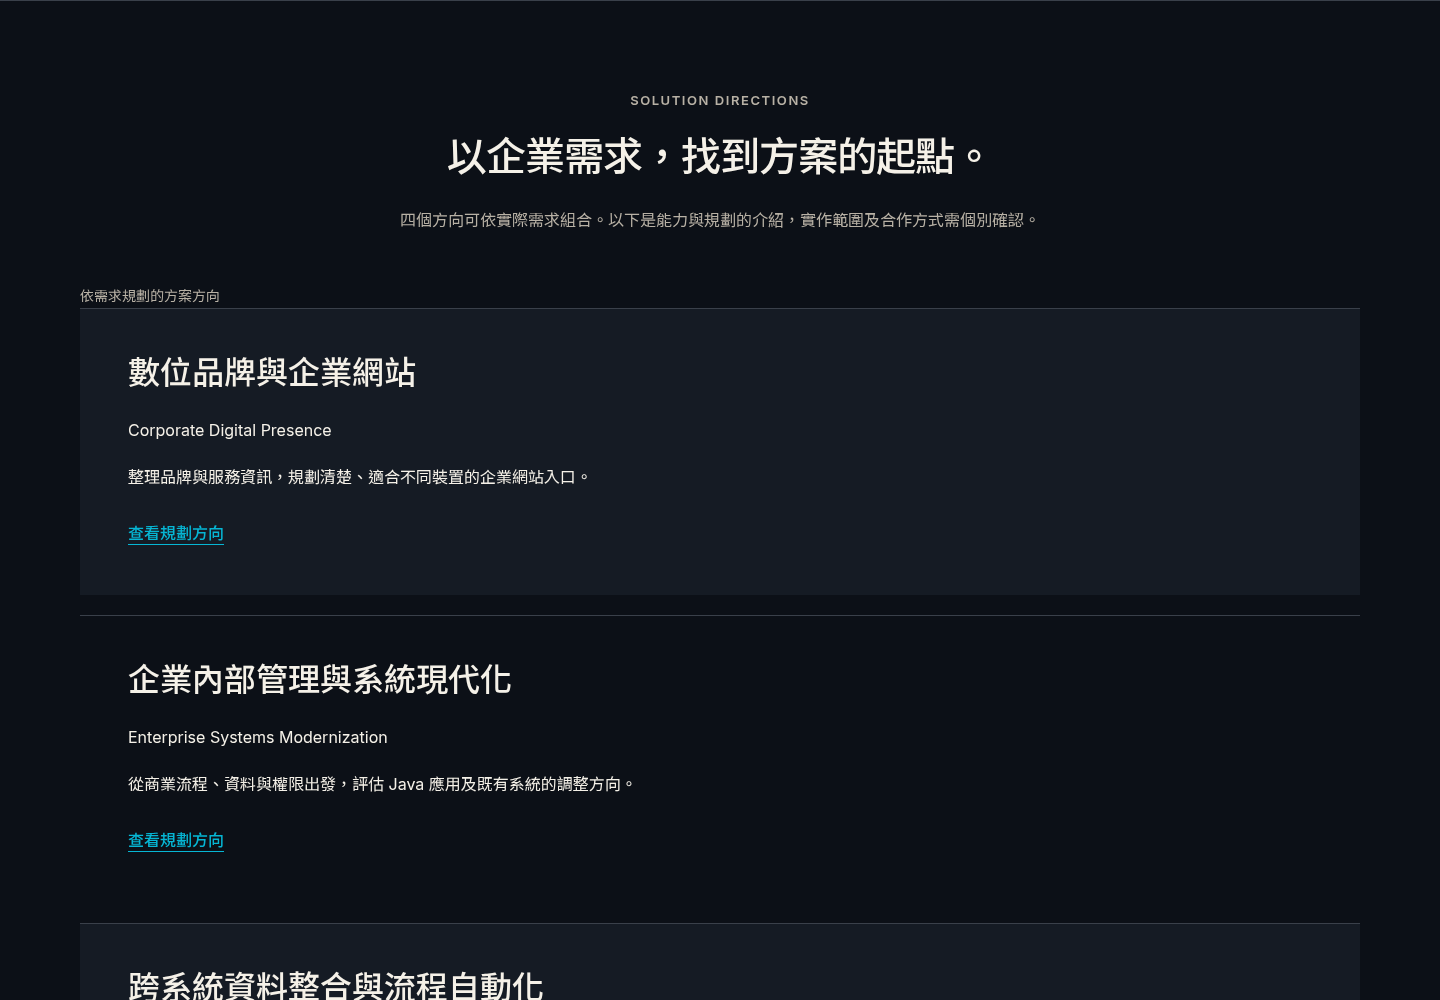 SOLUTION DIRECTIONS
以企業需求，找到方案的起點。
四個方向可依實際需求組合。以下是能力與規劃的介紹，實作範圍及合作方式需個別確認。
依需求規劃的方案方向
數位品牌與企業網站
Corporate Digital Presence
整理品牌與服務資訊，規劃清楚、適合不同裝置的企業網站入口。
查看規劃方向
企業內部管理與系統現代化
Enterprise Systems Modernization
從商業流程、資料與權限出發，評估 Java 應用及既有系統的調整方向。
查看規劃方向
跨系統資料整合與流程自動化